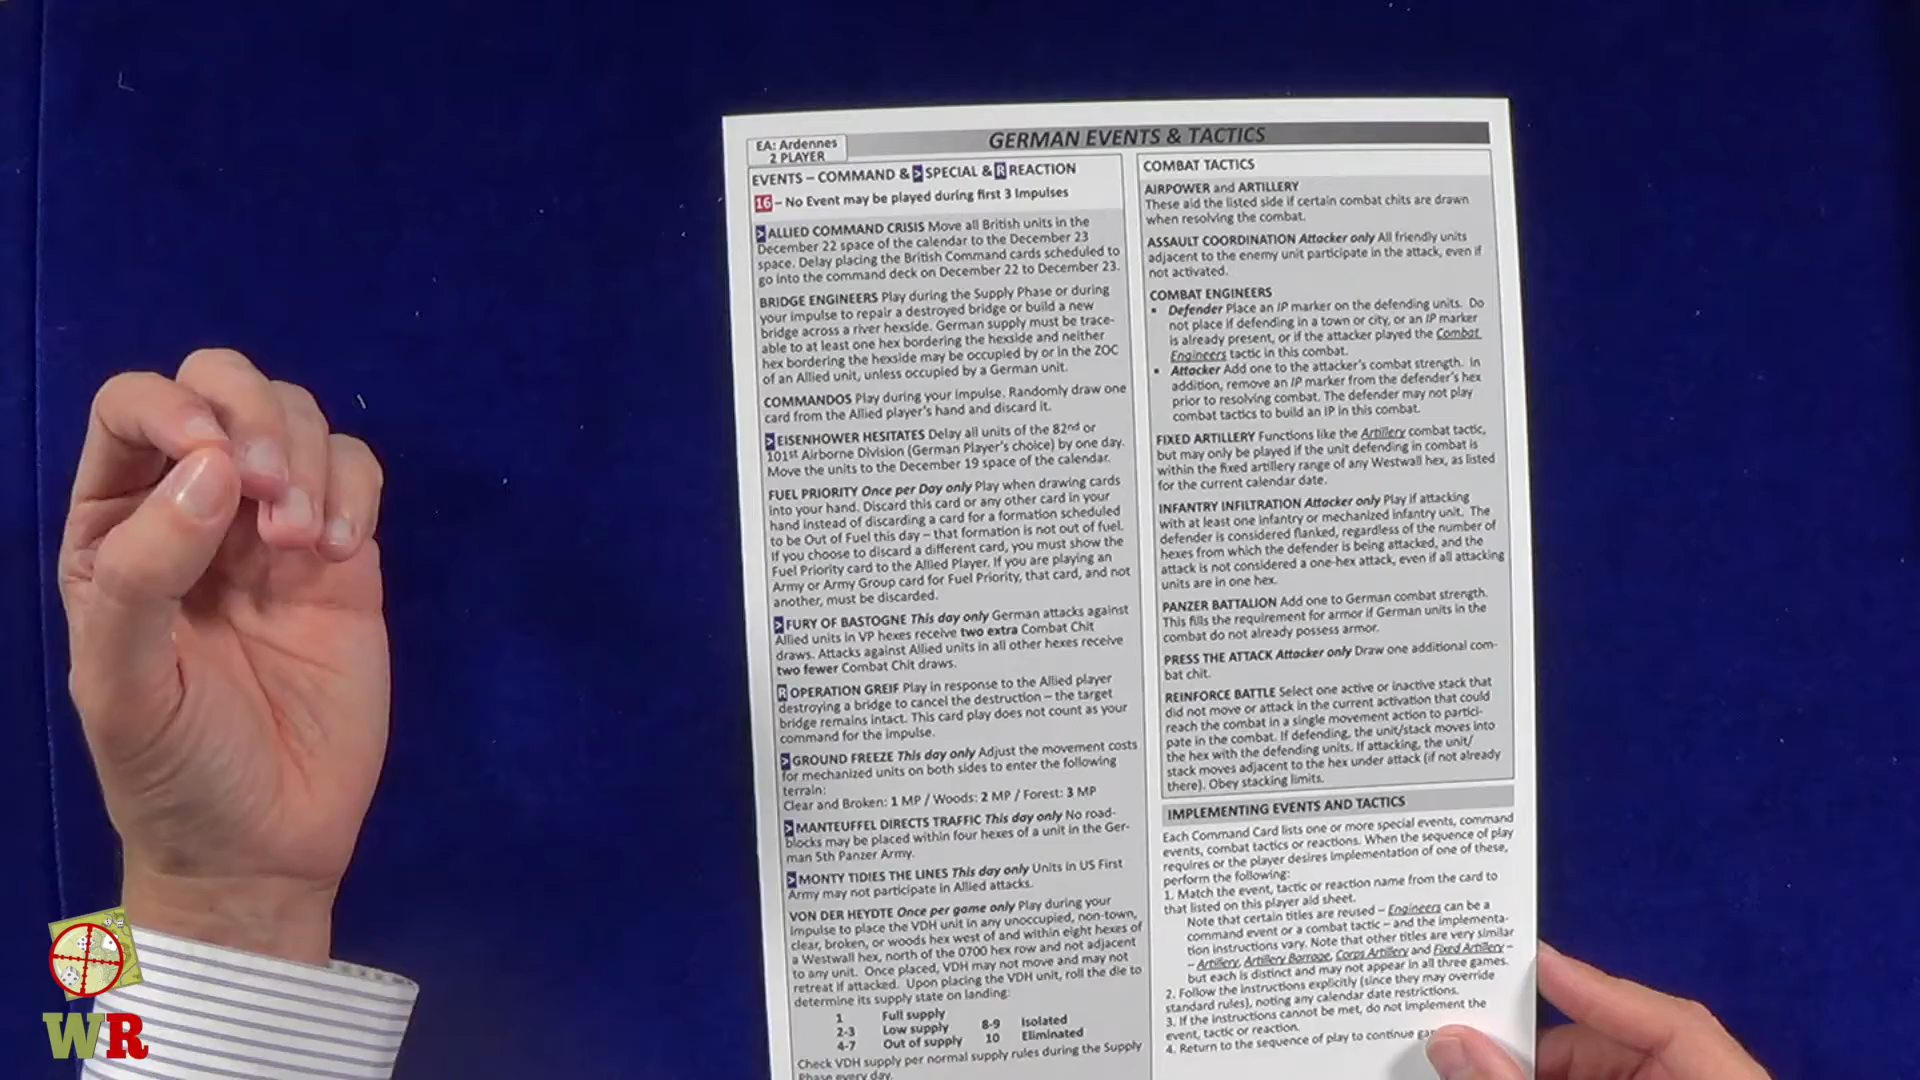 EA: Ardennes
2 PLAYER
GERMAN EVENTS & TACTICS
EVENTS – COMMAND & > SPECIAL & R REACTION
16 – No Event may be played during first 3 Impulses
> ALLIED COMMAND CRISIS Move all British units in the
December 22 space of the calendar to the December 23
space. Delay placing the British Command cards scheduled to
go into the command deck on December 22 to December 23.
BRIDGE ENGINEERS Play during the Supply Phase or during
your impulse to repair a destroyed bridge or build a new
bridge across a river hexside. German supply must be trace-
able to at least one hex bordering the hexside and neither
hex bordering the hexside may be occupied by or in the ZOC
of an Allied unit, unless occupied by a German unit.
COMMANDOS Play during your impulse. Randomly draw one
card from the Allied player's hand and discard it.
> EISENHOWER HESITATES Delay all units of the 82nd or
101st Airborne Division (German Player's choice) by one day.
Move the units to the December 19 space of the calendar.
FUEL PRIORITY Once per Day only Play when drawing cards
into your hand. Discard this card or any other card in your
hand instead of discarding a card for a formation scheduled
to be Out of Fuel this day – that formation is not out of fuel.
If you choose to discard a different card, you must show the
Fuel Priority card to the Allied Player. If you are playing an
Army or Army Group card for Fuel Priority, that card, and not
another, must be discarded.
> FURY OF BASTOGNE This day only German attacks against
Allied units in VP hexes receive two extra Combat Chit
draws. Attacks against Allied units in all other hexes receive
two fewer Combat Chit draws.
R OPERATION GREIF Play in response to the Allied player
destroying a bridge to cancel the destruction – the target
bridge remains intact. This card play does not count as your
command for the impulse.
> GROUND FREEZE This day only Adjust the movement costs
for mechanized units on both sides to enter the following
terrain:
Clear and Broken: 1 MP / Woods: 2 MP / Forest: 3 MP
> MANTEUFFEL DIRECTS TRAFFIC This day only No road-
blocks may be placed within four hexes of a unit in the Ger-
man 5th Panzer Army.
> MONTY TIDIES THE LINES This day only Units in US First
Army may not participate in Allied attacks.
VON DER HEYDTE Once per game only Play during your
impulse to place the VDH unit in any unoccupied, non-town,
clear, broken, or woods hex west of and within eight hexes of
a Westwall hex, north of the 0700 hex row and not adjacent
to any unit. Once placed, VDH may not move and may not
retreat if attacked. Upon placing the VDH unit, roll the die to
determine its supply state on landing:
1 Full supply
2-3 Low supply 8-9 Isolated
4-7 Out of supply 10 Eliminated
Check VDH supply per normal supply rules during the Supply
Phase every day.
COMBAT TACTICS
AIRPOWER and ARTILLERY
These aid the listed side if certain combat chits are drawn
when resolving the combat.
ASSAULT COORDINATION Attacker only All friendly units
adjacent to the enemy unit participate in the attack, even if
not activated.
COMBAT ENGINEERS
▪ Defender Place an IP marker on the defending units. Do
not place if defending in a town or city, or an IP marker
is already present, or if the attacker played the Combat
Engineers tactic in this combat.
▪ Attacker Add one to the attacker's combat strength. In
addition, remove an IP marker from the defender's hex
prior to resolving combat. The defender may not play
combat tactics to build an IP in this combat.
FIXED ARTILLERY Functions like the Artillery combat tactic,
but may only be played if the unit defending in combat is
within the fixed artillery range of any Westwall hex, as listed
for the current calendar date.
INFANTRY INFILTRATION Attacker only Play if attacking
with at least one infantry or mechanized infantry unit. The
defender is considered flanked, regardless of the number of
hexes from which the defender is being attacked, and the
attack is not considered a one-hex attack, even if all attacking
units are in one hex.
PANZER BATTALION Add one to German combat strength.
This fills the requirement for armor if German units in the
combat do not already possess armor.
PRESS THE ATTACK Attacker only Draw one additional com-
bat chit.
REINFORCE BATTLE Select one active or inactive stack that
did not move or attack in the current activation that could
reach the combat in a single movement action to partici-
pate in the combat. If defending, the unit/stack moves into
the hex with the defending units. If attacking, the unit/
stack moves adjacent to the hex under attack (if not already
there). Obey stacking limits.
IMPLEMENTING EVENTS AND TACTICS
Each Command Card lists one or more special events, command
events, combat tactics or reactions. When the sequence of play
requires or the player desires implementation of one of these,
perform the following:
1. Match the event, tactic or reaction name from the card to
that listed on this player aid sheet.
Note that certain titles are reused – Engineers can be a
command event or a combat tactic – and the implementa-
tion instructions vary. Note that other titles are very similar
– Artillery, Artillery Barrage, Corps Artillery and Fixed Artillery –
but each is distinct and may not appear in all three games.
2. Follow the instructions explicitly (since they may override
standard rules), noting any calendar date restrictions.
3. If the instructions cannot be met, do not implement the
event, tactic or reaction.
4. Return to the sequence of play to continue
WR